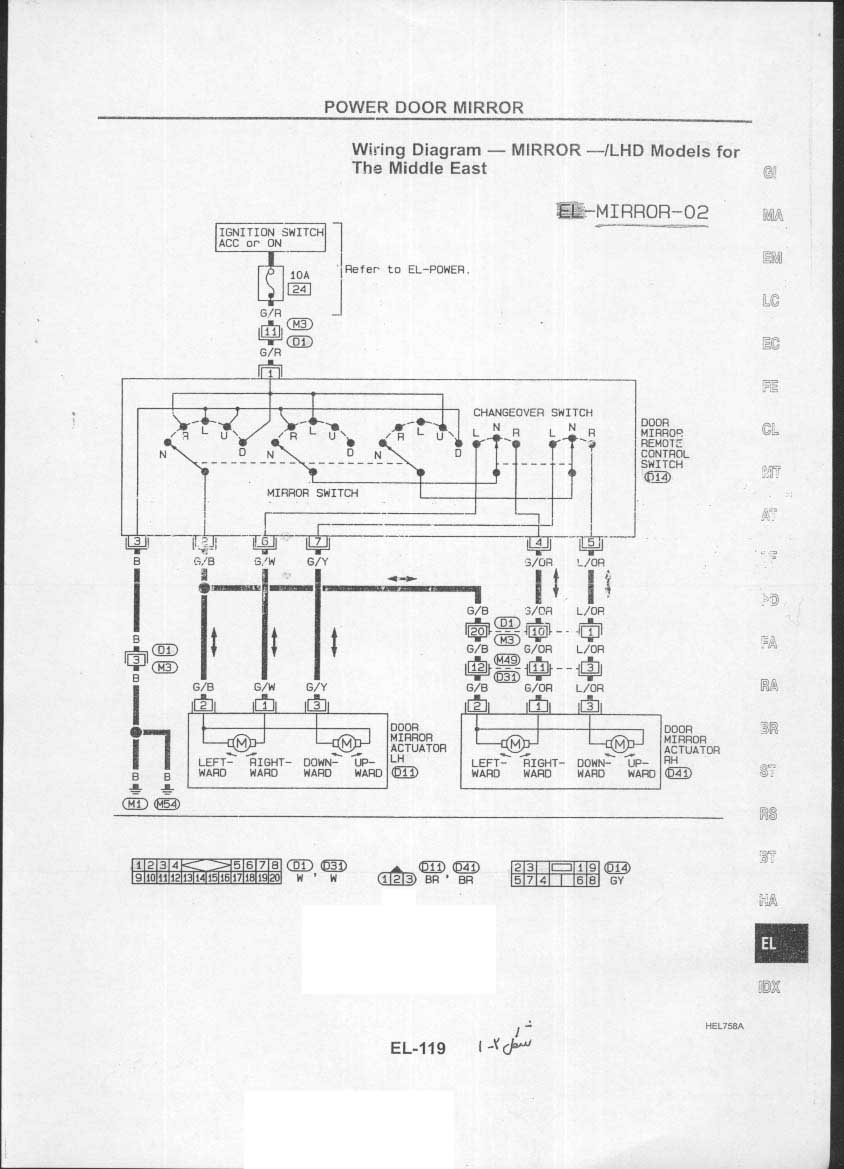 POWER DOOR MIRROR
Wiring Diagram — MIRROR —/LHD Models for
The Middle East
EL-MIRROR-02
GI
MA
EM
LC
EC
FE
CL
MT
AT
PD
FA
RA
BR
ST
RS
BT
HA
EL
IDX
IGNITION SWITCH
ACC or ON
10A
24
Refer to EL-POWER.
G/R
11 M3
D1
G/R
1
CHANGEOVER SWITCH
R L U R L U R L N R L N R
N D N D N D
MIRROR SWITCH
DOOR
MIRROR
REMOTE
CONTROL
SWITCH
D14
3 2 6 7 4 5
B G/B G/W G/Y G/OR L/OR
G/B G/OR L/OR
20 D1 10 1
M3
B G/B G/OR L/OR
3 D1
M3
12 M49 11 3
D31
B G/B G/W G/Y G/B G/OR L/OR
2 1 3 2 1 3
M M M M
DOOR
MIRROR
ACTUATOR
LH
D11
DOOR
MIRROR
ACTUATOR
RH
D41
LEFT- RIGHT- DOWN- UP-
WARD WARD WARD WARD
LEFT- RIGHT- DOWN- UP-
WARD WARD WARD WARD
B B
M1 M54
1 2 3 4 5 6 7 8 D1 D31
9 10 11 12 13 14 15 16 17 18 19 20 W , W
1 2 3 D11 D41
BR , BR
2 3 1 9 D14
5 7 4 6 8 GY
HEL758A
EL-119